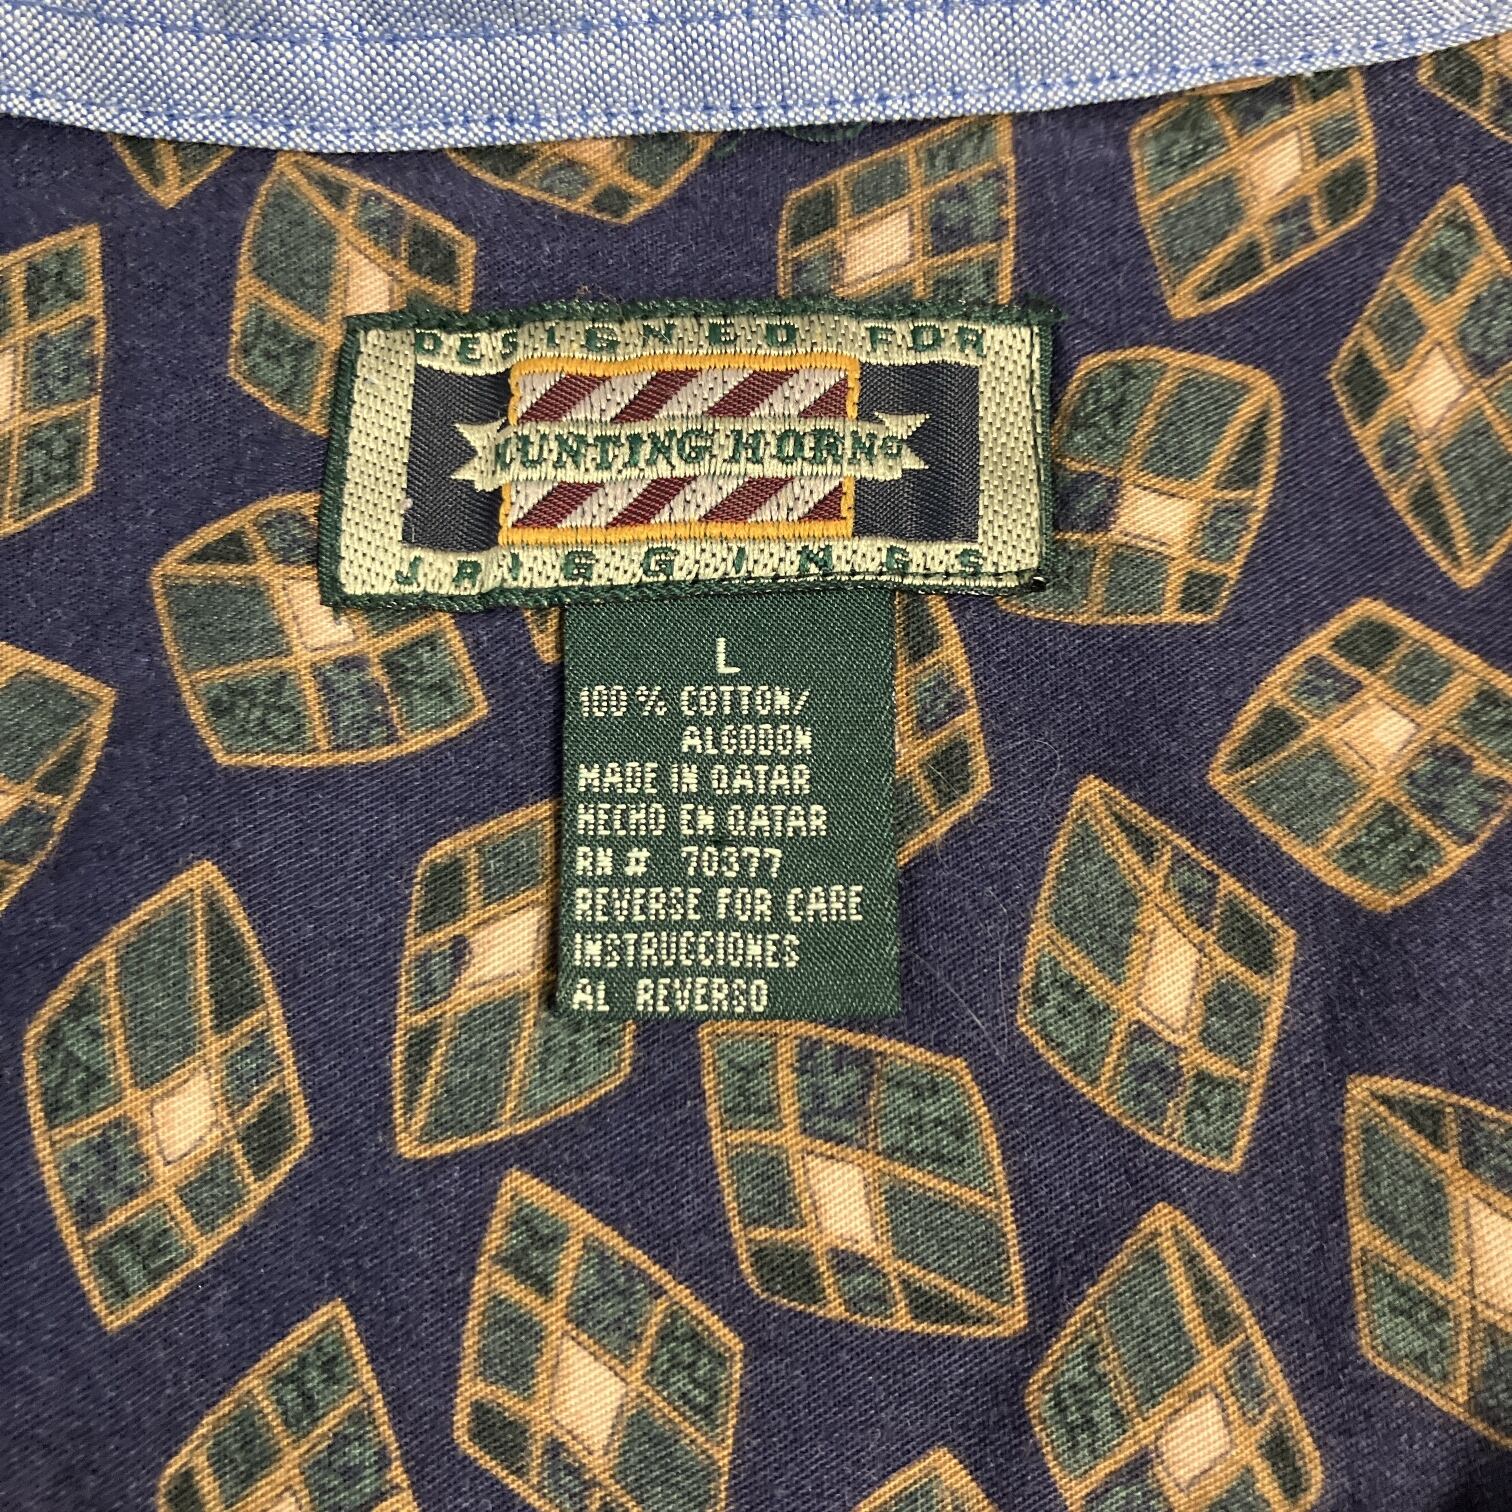 DESIGNED FOR
HUNTING HORN
J RIGGINGS
L
100% COTTON/
ALGODON
MADE IN QATAR
HECHO EN QATAR
RN# 70377
REVERSE FOR CARE
INSTRUCCIONES
AL REVERSO